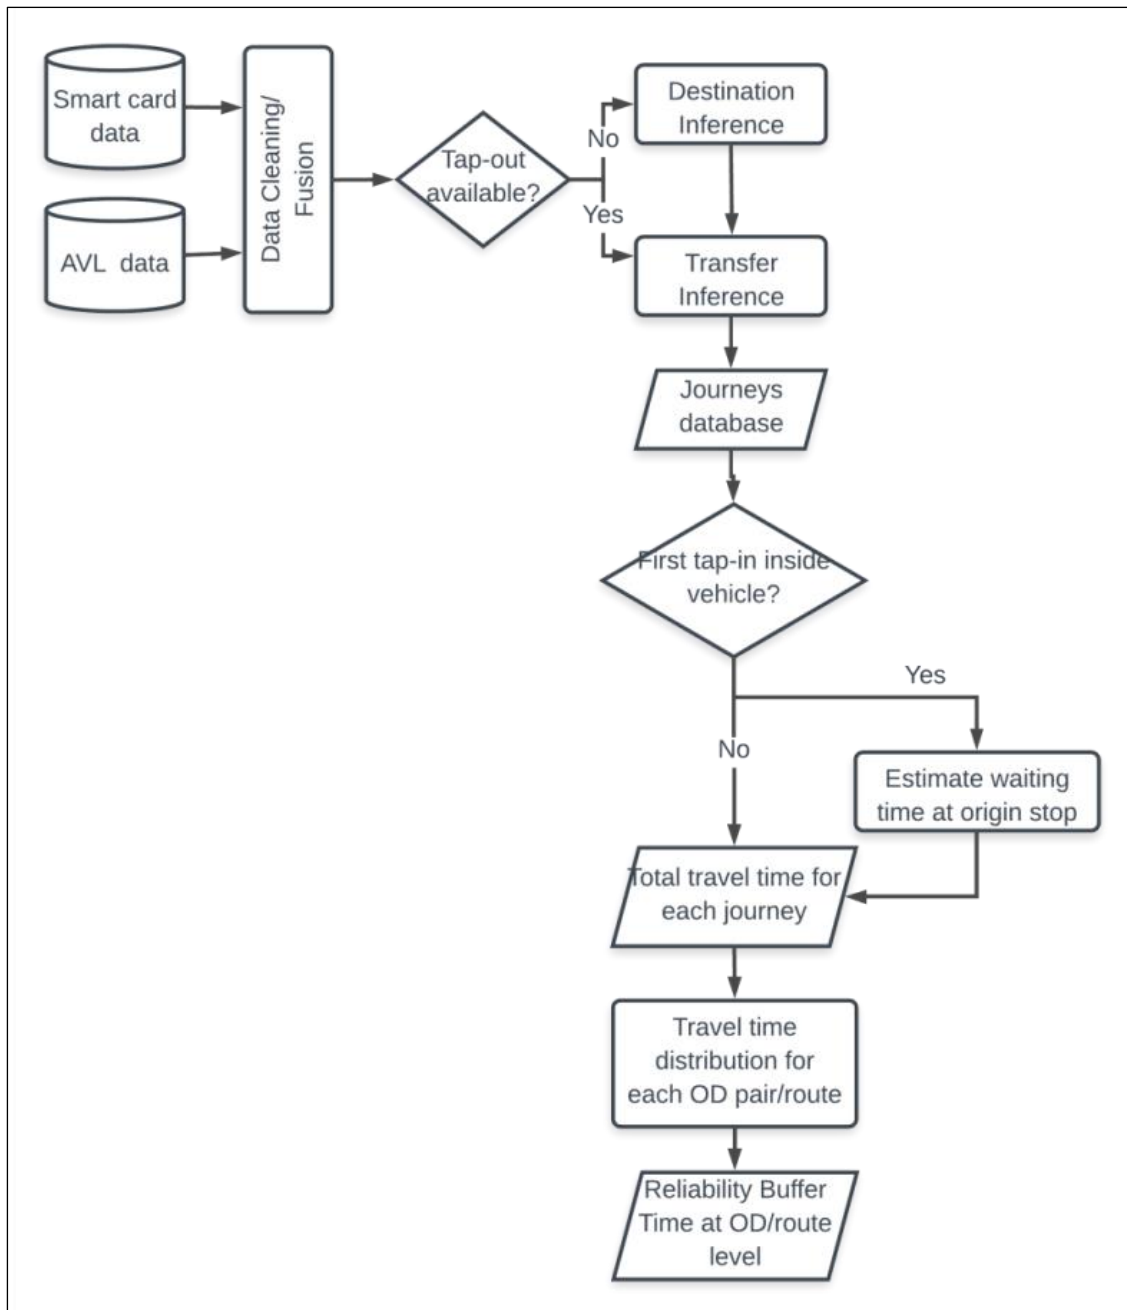 Smart card
data
AVL data
Data Cleaning/
Fusion
Tap-out
available?
No
Yes
Destination
Inference
Transfer
Inference
Journeys
database
First tap-in inside
vehicle?
Yes
No
Estimate waiting
time at origin stop
Total travel time for
each journey
Travel time
distribution for
each OD pair/route
Reliability Buffer
Time at OD/route
level